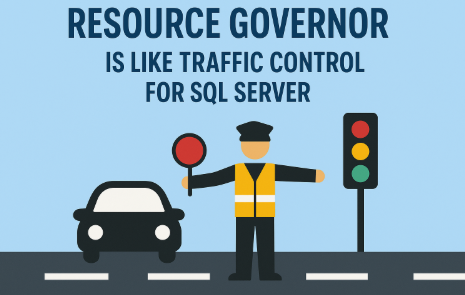 RESOURCE GOVERNOR
IS LIKE TRAFFIC CONTROL
FOR SQL SERVER